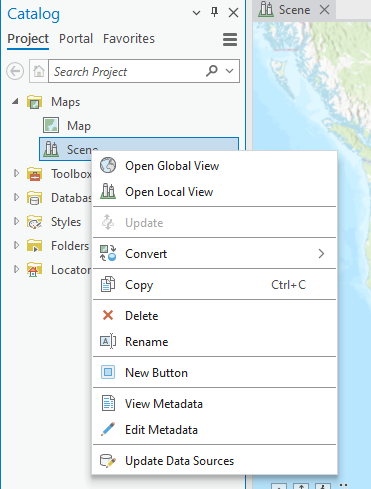 Catalog
Scene
Project Portal Favorites
Search Project
Maps
Map
Scene
Open Global View
Toolbox
Open Local View
Databas
Styles
Update
Folders
Convert
Locator
Copy Ctrl+C
Delete
Rename
New Button
View Metadata
Edit Metadata
Update Data Sources